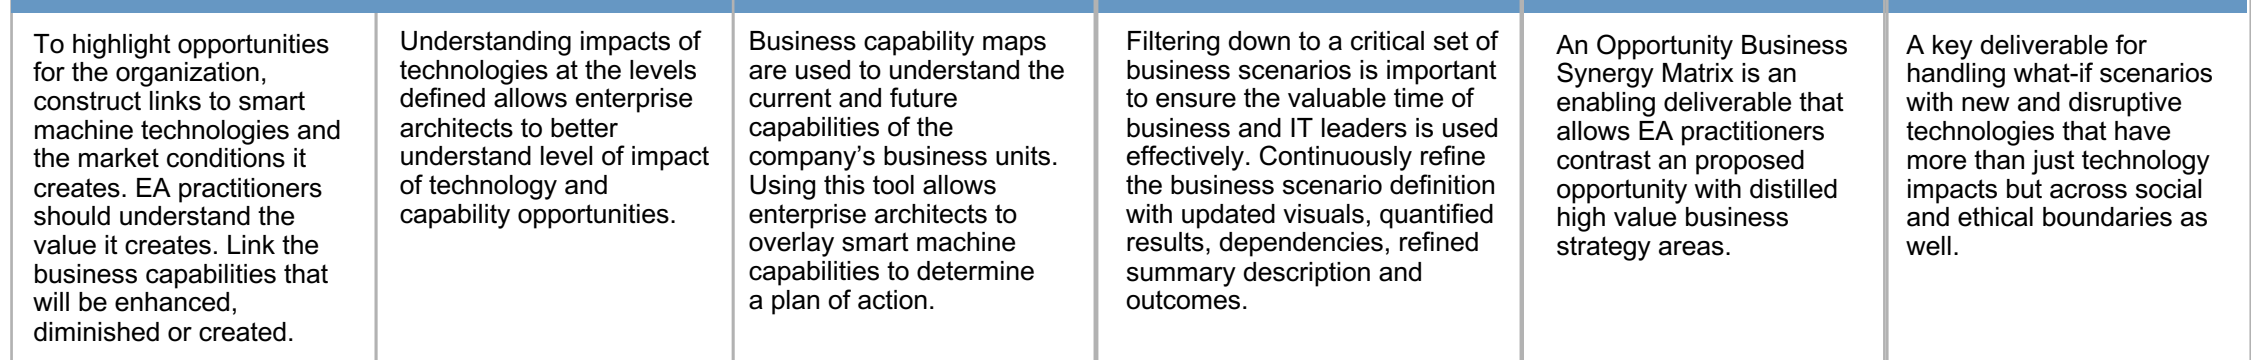 To highlight opportunities
for the organization,
construct links to smart
machine technologies and
the market conditions it
creates. EA practitioners
should understand the
value it creates. Link the
business capabilities that
will be enhanced,
diminished or created.
Understanding impacts of
technologies at the levels
defined allows enterprise
architects to better
understand level of impact
of technology and
capability opportunities.
Business capability maps
are used to understand the
current and future
capabilities of the
company’s business units.
Using this tool allows
enterprise architects to
overlay smart machine
capabilities to determine
a plan of action.
Filtering down to a critical set of
business scenarios is important
to ensure the valuable time of
business and IT leaders is used
effectively. Continuously refine
the business scenario definition
with updated visuals, quantified
results, dependencies, refined
summary description and
outcomes.
An Opportunity Business
Synergy Matrix is an
enabling deliverable that
allows EA practitioners
contrast an proposed
opportunity with distilled
high value business
strategy areas.
A key deliverable for
handling what-if scenarios
with new and disruptive
technologies that have
more than just technology
impacts but across social
and ethical boundaries as
well.